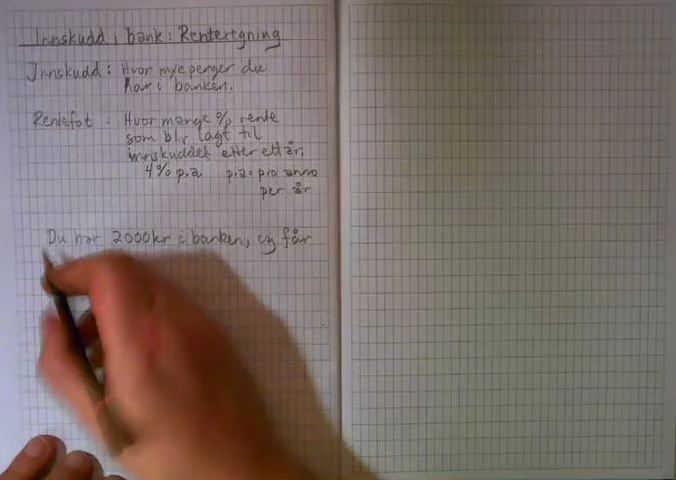 Innskudd i bank: Renteregning
Innskudd: Hvor mye penger du
har i banken.
Rentefot: Hvor mange % rente
som blir lagt til
innskuddet etter ett år.
4% p.a. p.a = pro anno
per år
Du har 2000kr i banken, og får